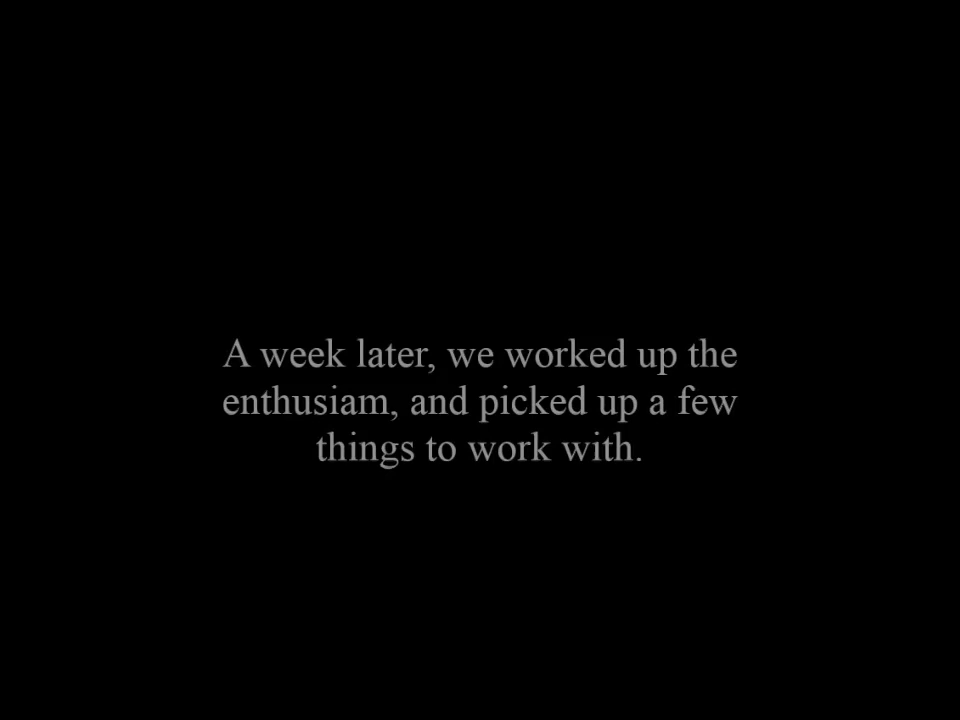 A week later, we worked up the
enthusiam, and picked up a few
things to work with.